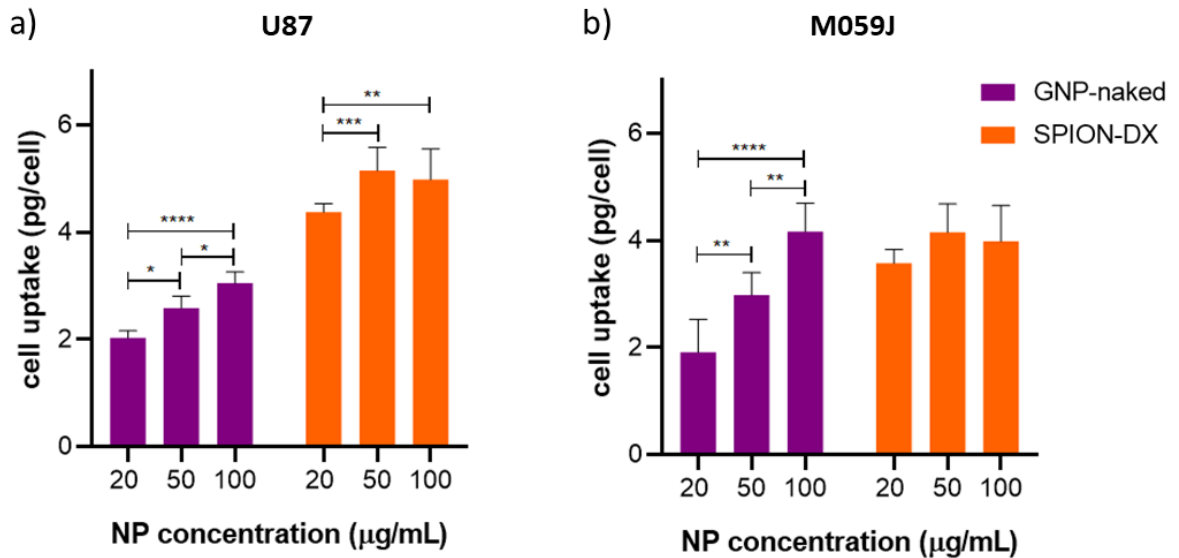 a)
U87
cell uptake (pg/cell)
6
4
2
0
****
*
*
**
***
20 50 100 20 50 100
NP concentration (μg/mL)
b)
M059J
GNP-naked
SPION-DX
cell uptake (pg/cell)
6
4
2
0
****
**
**
20 50 100 20 50 100
NP concentration (μg/mL)